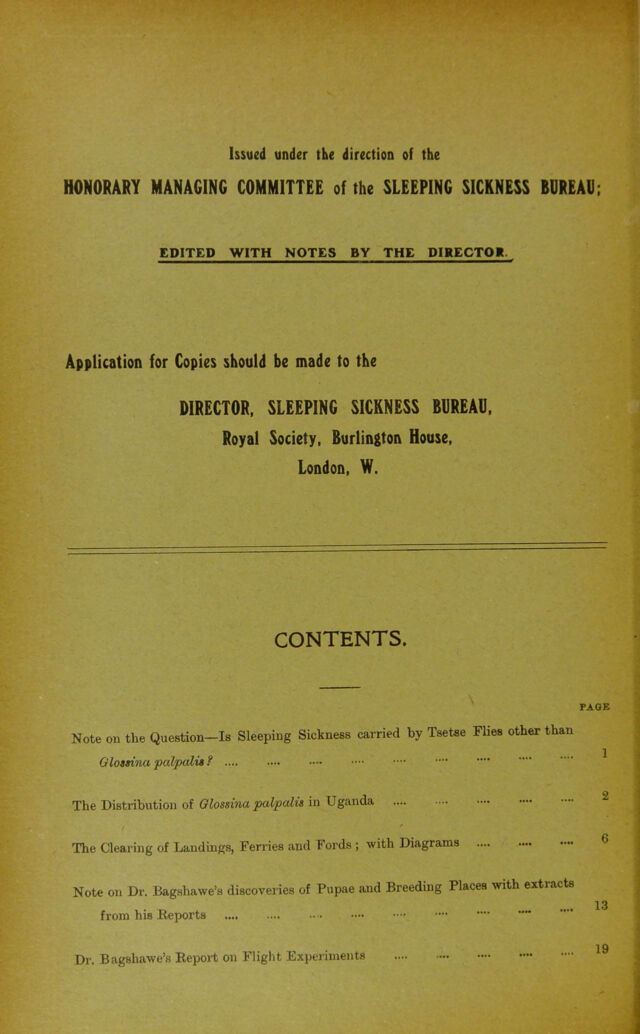 Issued under the direction of the
HONORARY MANAGING COMMITTEE of the SLEEPING SICKNESS BUREAU;
EDITED WITH NOTES BY THE DIRECTOR.
Application for Copies should be made to the
DIRECTOR, SLEEPING SICKNESS BUREAU,
Royal Society, Burlington House,
London, W.
CONTENTS.
PAGE
Note on the Question—Is Sleeping Sickness carried by Tsetse Flies other than
Glossina palpalis? .... .... .... .... .... .... .... .... .... 1
The Distribution of Glossina palpalis in Uganda .... .... .... .... .... 2
The Clearing of Landings, Ferries and Fords ; with Diagrams .... .... .... 6
Note on Dr. Bagshawe's discoveries of Pupae and Breeding Places with extracts
from his Reports .... .... .... .... .... .... .... .... .... 13
Dr. Bagshawe's Report on Flight Experiments .... .... .... .... .... 19